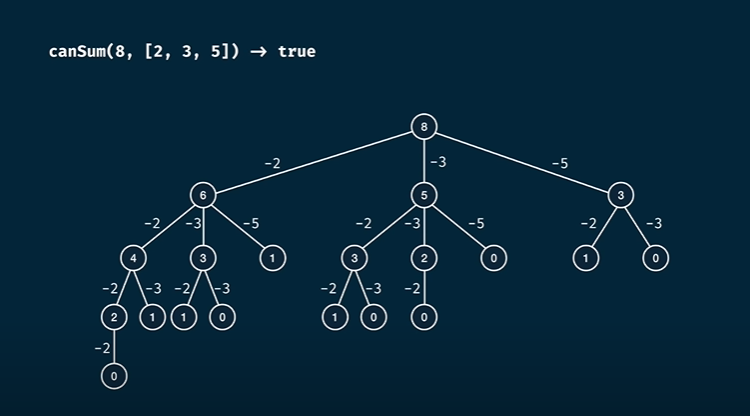 canSum(8, [2, 3, 5]) → true
8
-2 -3 -5
6 5 3
-2 -3 -5 -2 -3 -5 -2 -3
4 3 1 3 2 0 1 0
-2 -3 -2 -3 -2 -3 -2
2 1 1 0 1 0 0
-2
0